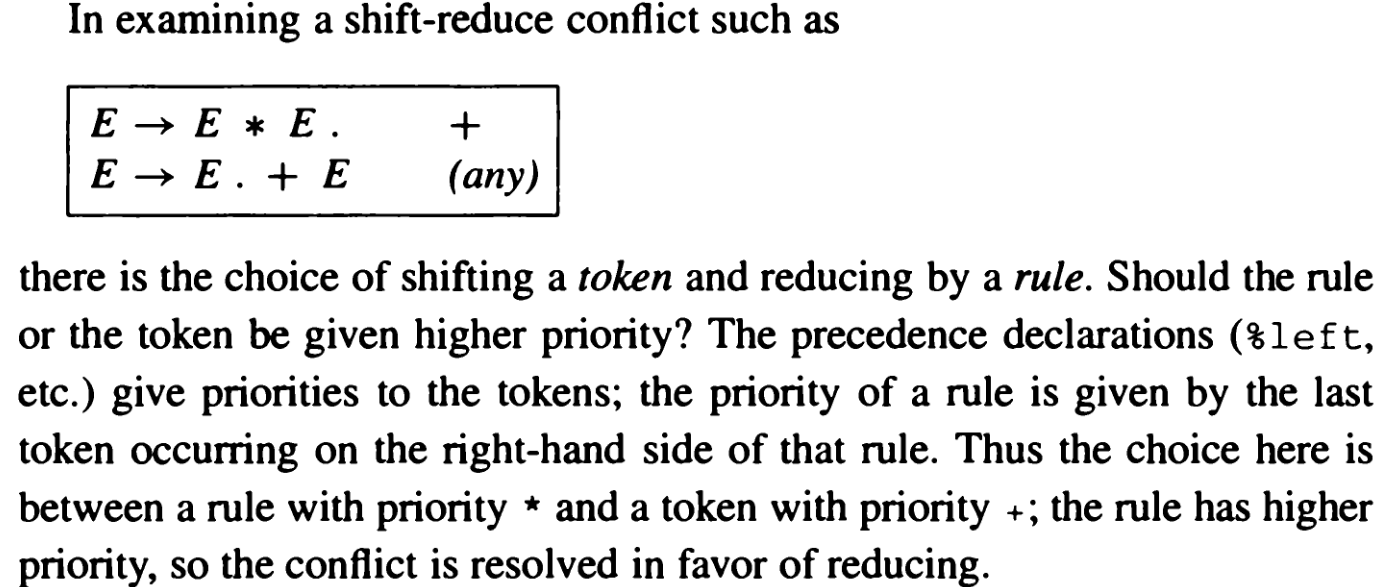 In examining a shift-reduce conflict such as
E → E * E .   +
E → E . + E   (any)
there is the choice of shifting a token and reducing by a rule. Should the rule
or the token be given higher priority? The precedence declarations (%left,
etc.) give priorities to the tokens; the priority of a rule is given by the last
token occurring on the right-hand side of that rule. Thus the choice here is
between a rule with priority * and a token with priority +; the rule has higher
priority, so the conflict is resolved in favor of reducing.